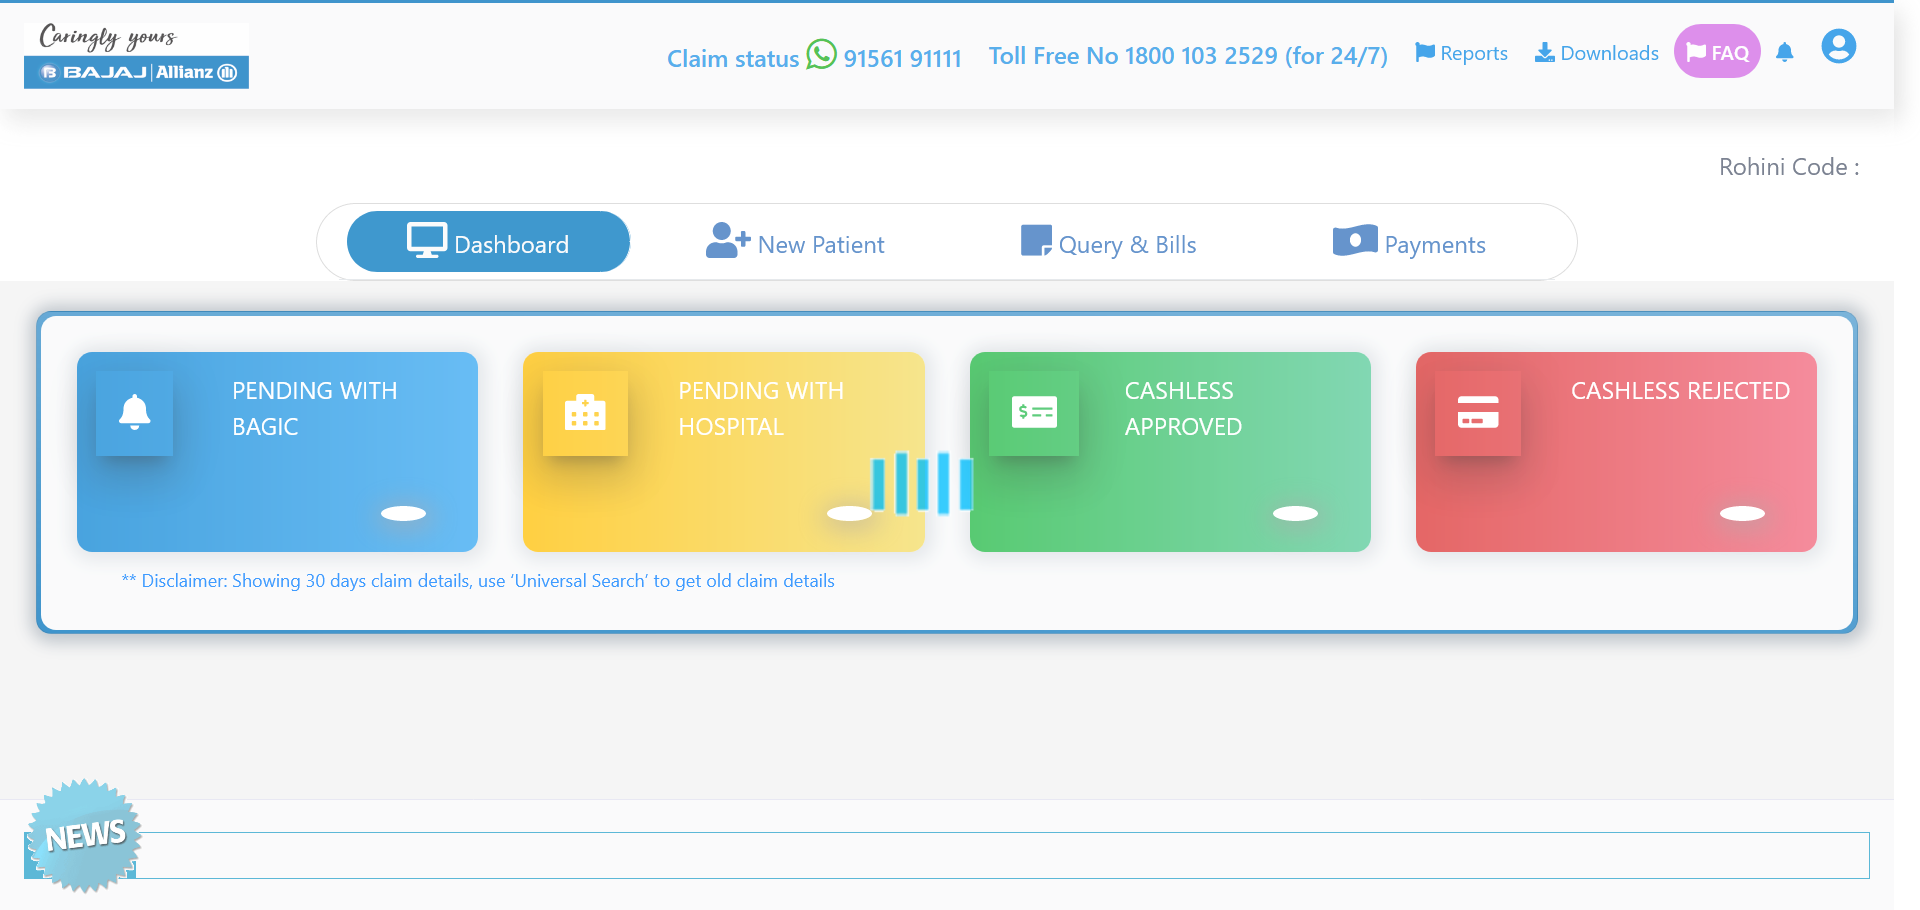 Caringly yours
BAJAJ | Allianz
Claim status 91561 91111
Toll Free No 1800 103 2529 (for 24/7)
Reports
Downloads
FAQ
Rohini Code :
Dashboard
New Patient
Query & Bills
Payments
PENDING WITH
BAGIC
PENDING WITH
HOSPITAL
CASHLESS
APPROVED
CASHLESS REJECTED
** Disclaimer: Showing 30 days claim details, use ‘Universal Search’ to get old claim details
NEWS